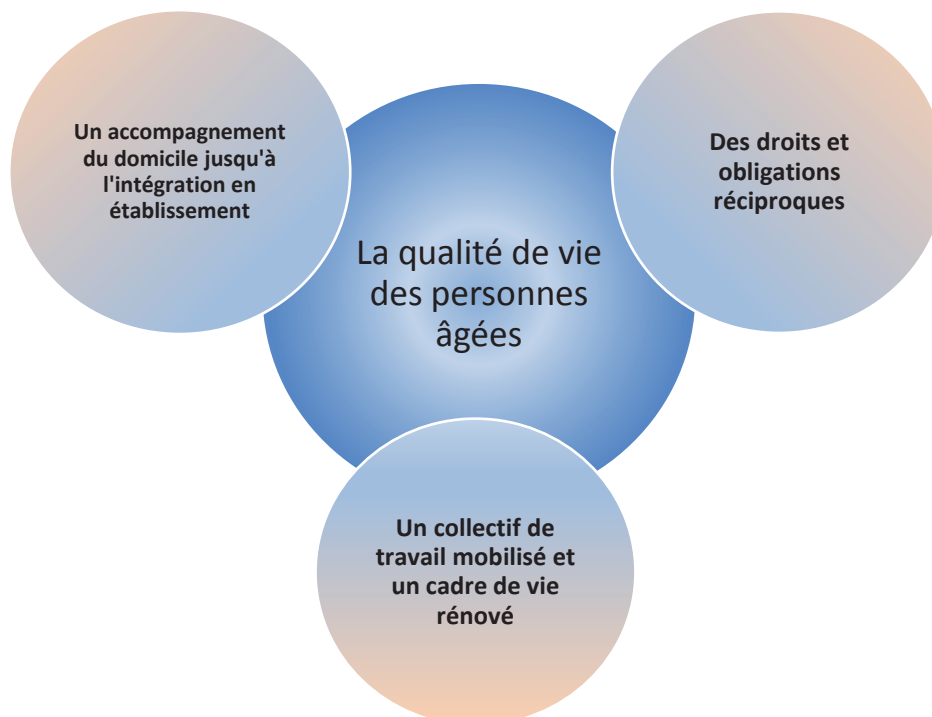 Un accompagnement
du domicile jusqu'à
l'intégration en
établissement
Des droits et
obligations
réciproques
La qualité de vie
des personnes
âgées
Un collectif de
travail mobilisé et
un cadre de vie
rénové